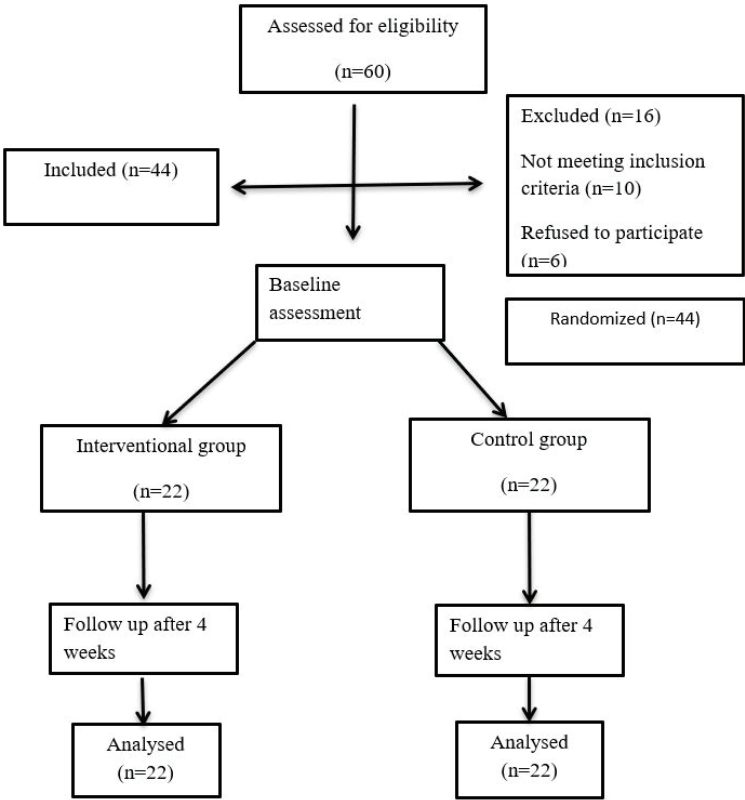 Assessed for eligibility
(n=60)
Included (n=44)
Excluded (n=16)
Not meeting inclusion
criteria (n=10)
Refused to participate
(n=6)
Baseline
assessment
Randomized (n=44)
Interventional group
(n=22)
Control group
(n=22)
Follow up after 4
weeks
Follow up after 4
weeks
Analysed
(n=22)
Analysed
(n=22)